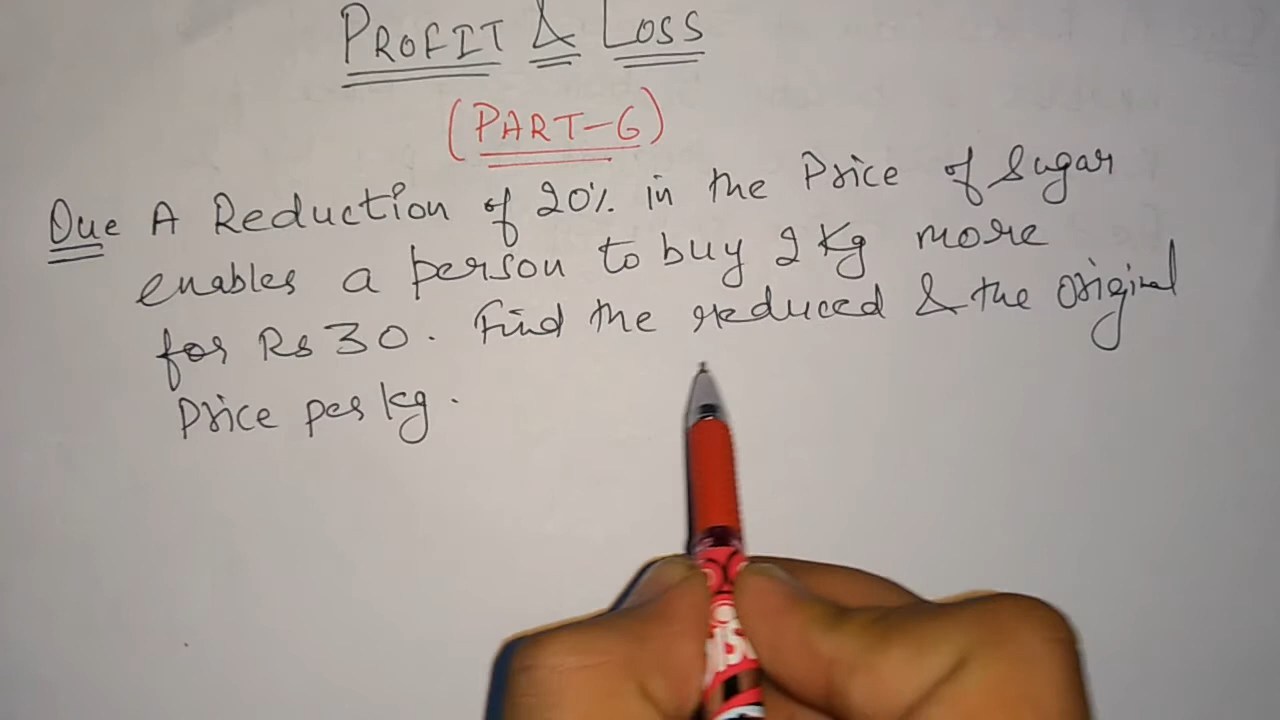 PROFIT & LOSS
(PART-6)
Que A Reduction of 20% in the Price of Sugar
enables a person to buy 2 Kg more
for Rs 30. Find the reduced & the original
Price per kg.